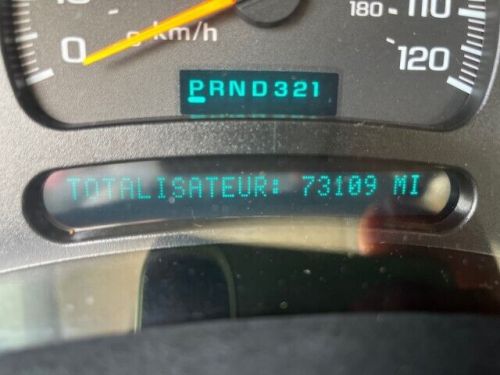 180 110
0 km/h 120
PRND321
TOTALISATEUR: 73109 MI